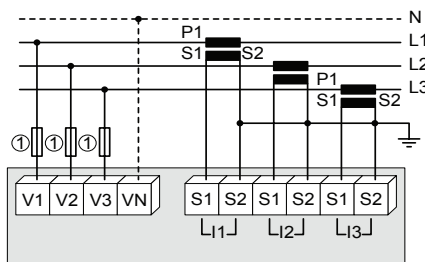 N
P1
L1
S1 S2
L2
P1
L3
S1 S2
① ① ①
V1 V2 V3 VN
S1 S2 S1 S2 S1 S2
I1 I2 I3